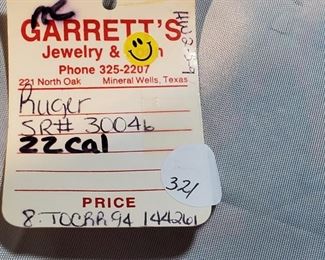 GARRETT'S
Jewelry &
Phone 325-2207
221 North Oak Mineral Wells, Texas
Ruger
SR# 30046
22cal
321
PRICE
8. TOCRR94 144261